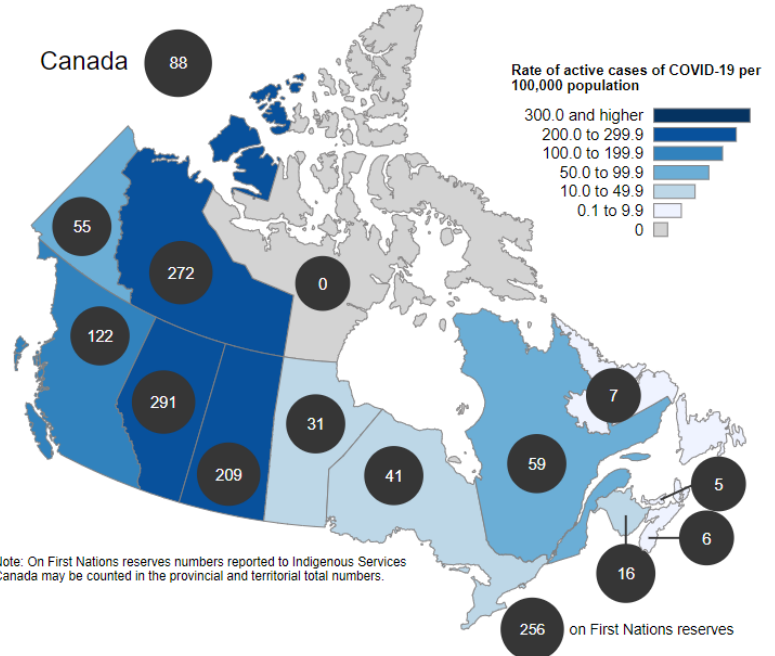 Canada
88
Rate of active cases of COVID-19 per
100,000 population
300.0 and higher
200.0 to 299.9
100.0 to 199.9
50.0 to 99.9
10.0 to 49.9
0.1 to 9.9
0
55
272
0
122
291
209
31
41
59
7
5
6
16
Note: On First Nations reserves numbers reported to Indigenous Services
Canada may be counted in the provincial and territorial total numbers.
256 on First Nations reserves